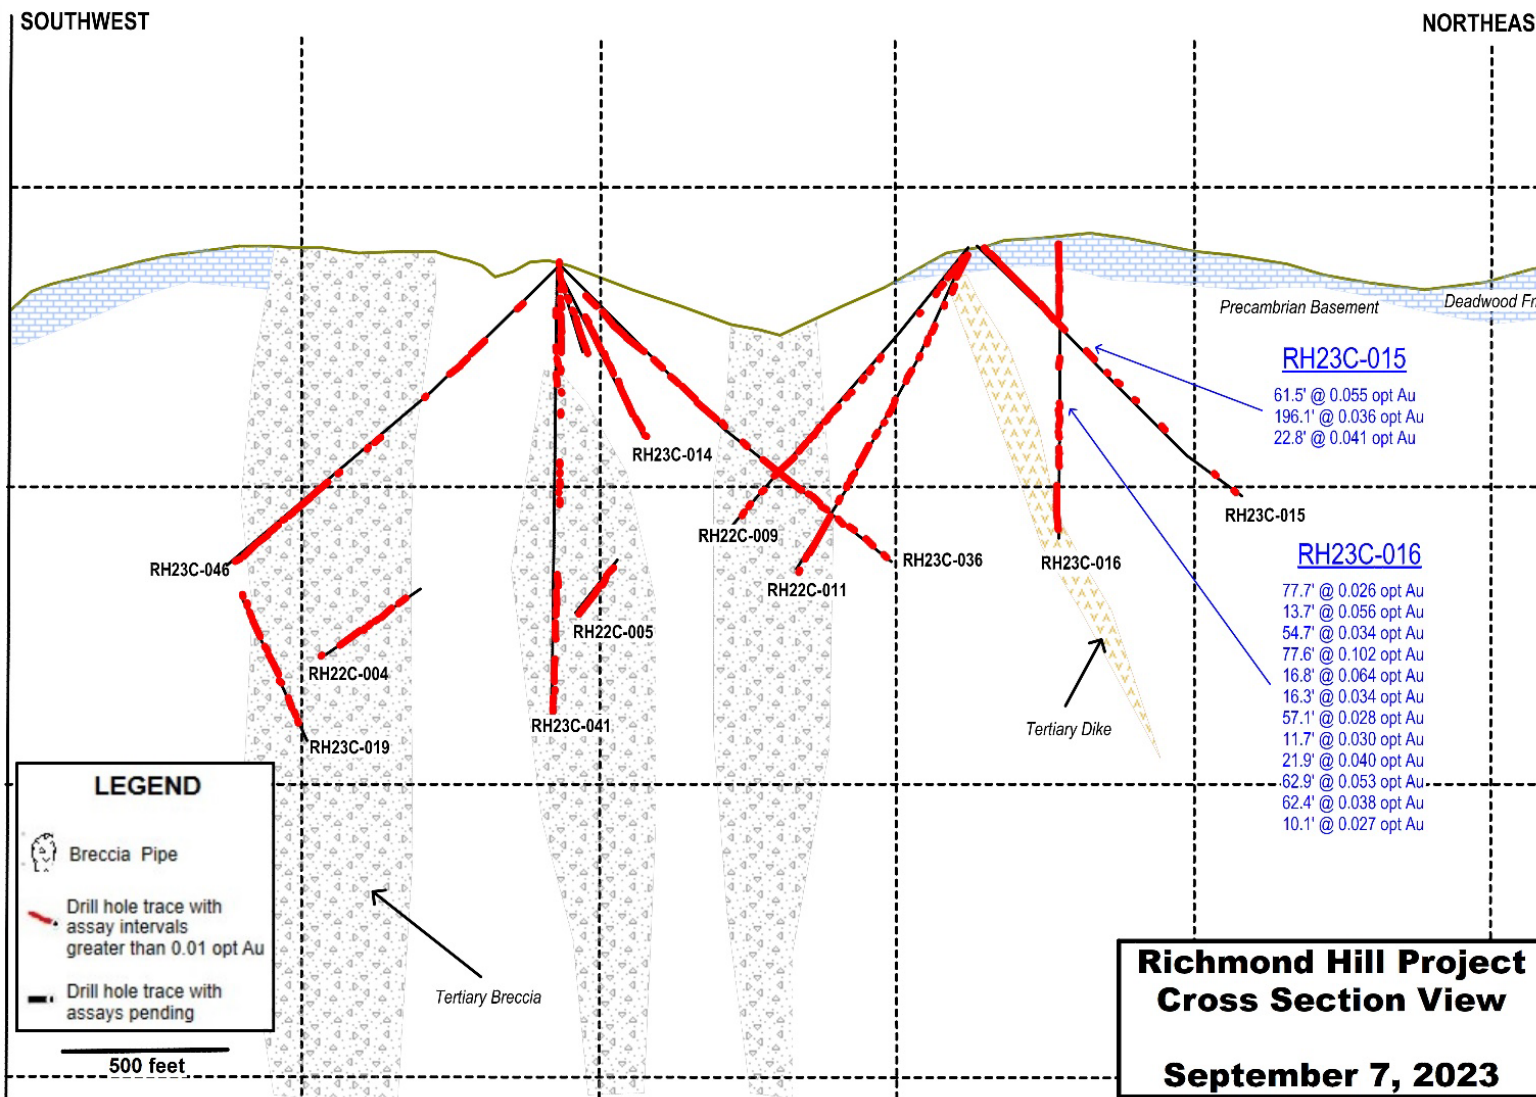 SOUTHWEST
NORTHEAS
Precambrian Basement
Deadwood Fm
RH23C-015
61.5' @ 0.055 opt Au
196.1' @ 0.036 opt Au
22.8' @ 0.041 opt Au
RH23C-014
RH23C-015
RH22C-009
RH23C-036
RH23C-016
RH23C-046
RH22C-011
RH23C-016
77.7' @ 0.026 opt Au
13.7' @ 0.056 opt Au
54.7' @ 0.034 opt Au
77.6' @ 0.102 opt Au
16.8' @ 0.064 opt Au
16.3' @ 0.034 opt Au
57.1' @ 0.028 opt Au
11.7' @ 0.030 opt Au
21.9' @ 0.040 opt Au
62.9' @ 0.053 opt Au
62.4' @ 0.038 opt Au
10.1' @ 0.027 opt Au
RH22C-005
RH22C-004
RH23C-041
RH23C-019
Tertiary Dike
LEGEND
Breccia Pipe
Drill hole trace with
assay intervals
greater than 0.01 opt Au
Drill hole trace with
assays pending
500 feet
Tertiary Breccia
Richmond Hill Project
Cross Section View
September 7, 2023